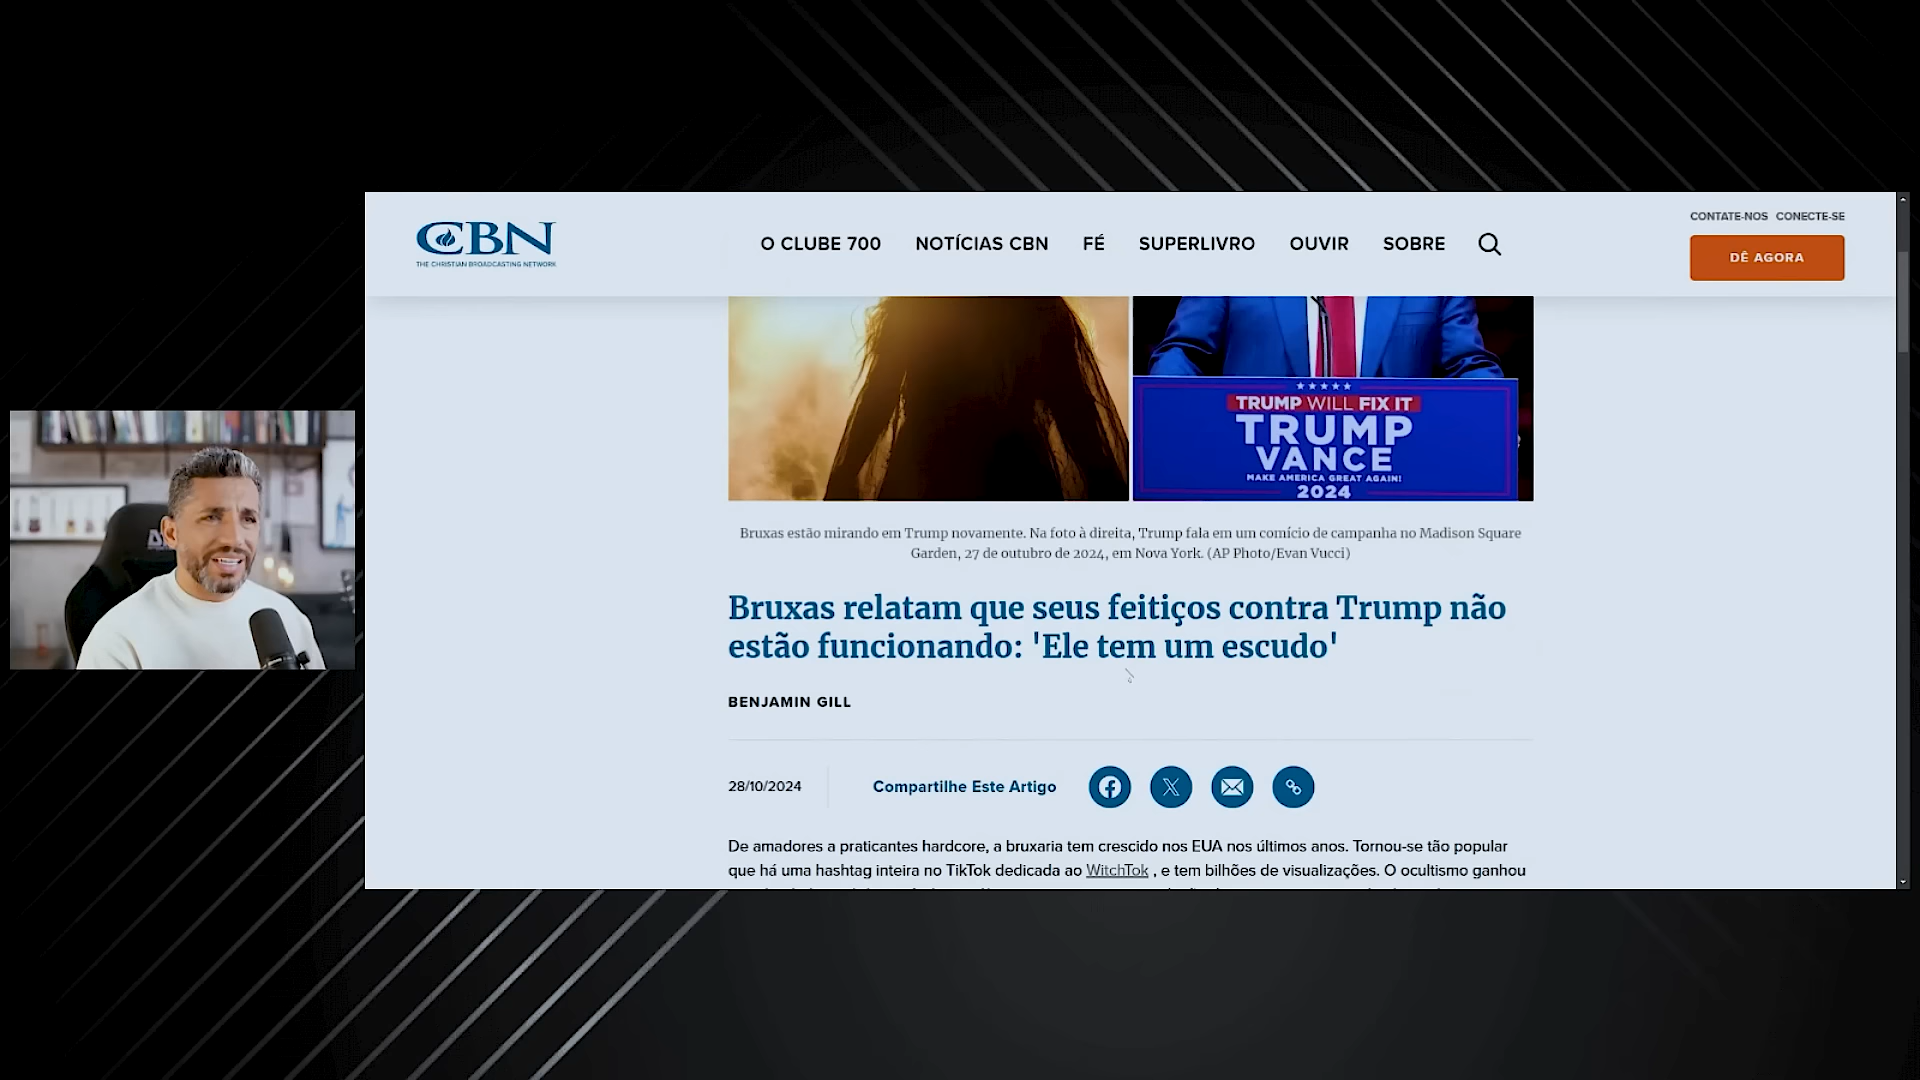 CBN
THE CHRISTIAN BROADCASTING NETWORK
O CLUBE 700
NOTÍCIAS CBN
FÉ
SUPERLIVRO
OUVIR
SOBRE
CONTATE-NOS
CONECTE-SE
DÊ AGORA
TRUMP WILL FIX IT
TRUMP
VANCE
MAKE AMERICA GREAT AGAIN!
2024
Bruxas estão mirando em Trump novamente. Na foto à direita, Trump fala em um comício de campanha no Madison Square
Garden, 27 de outubro de 2024, em Nova York. (AP Photo/Evan Vucci)
Bruxas relatam que seus feitiços contra Trump não
estão funcionando: 'Ele tem um escudo'
BENJAMIN GILL
28/10/2024
Compartilhe Este Artigo
De amadores a praticantes hardcore, a bruxaria tem crescido nos EUA nos últimos anos. Tornou-se tão popular
que há uma hashtag inteira no TikTok dedicada ao WitchTok , e tem bilhões de visualizações. O ocultismo ganhou